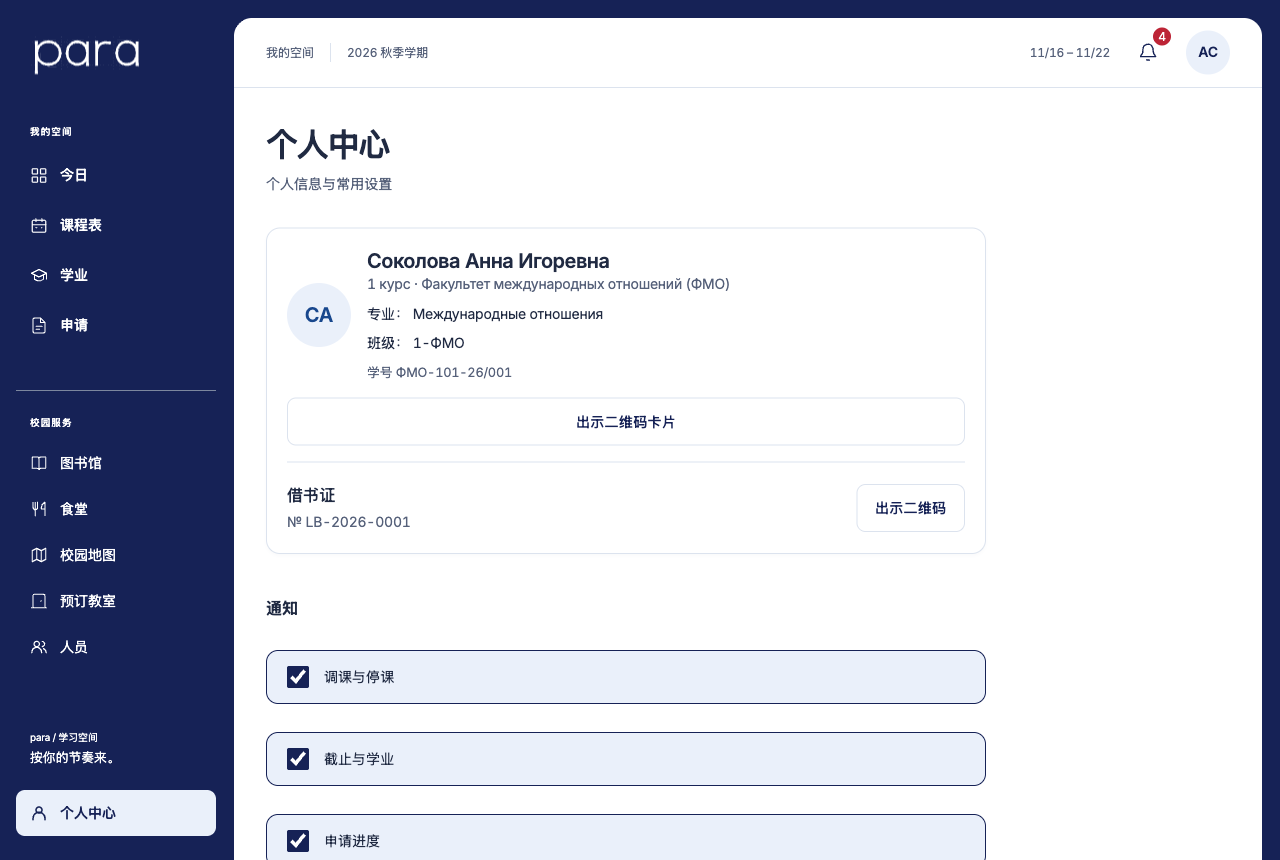 para
我的空间
今日
课程表
学业
申请
校园服务
图书馆
食堂
校园地图
预订教室
人员
para / 学习空间
按你的节奏来。
个人中心
我的空间
2026 秋季学期
11/16 – 11/22
4
AC
个人中心
个人信息与常用设置
CA
Соколова Анна Игоревна
1 курс · Факультет международных отношений (ФМО)
专业： Международные отношения
班级： 1-ФМО
学号 ФМО-101-26/001
出示二维码卡片
借书证
№ LB-2026-0001
出示二维码
通知
调课与停课
截止与学业
申请进度